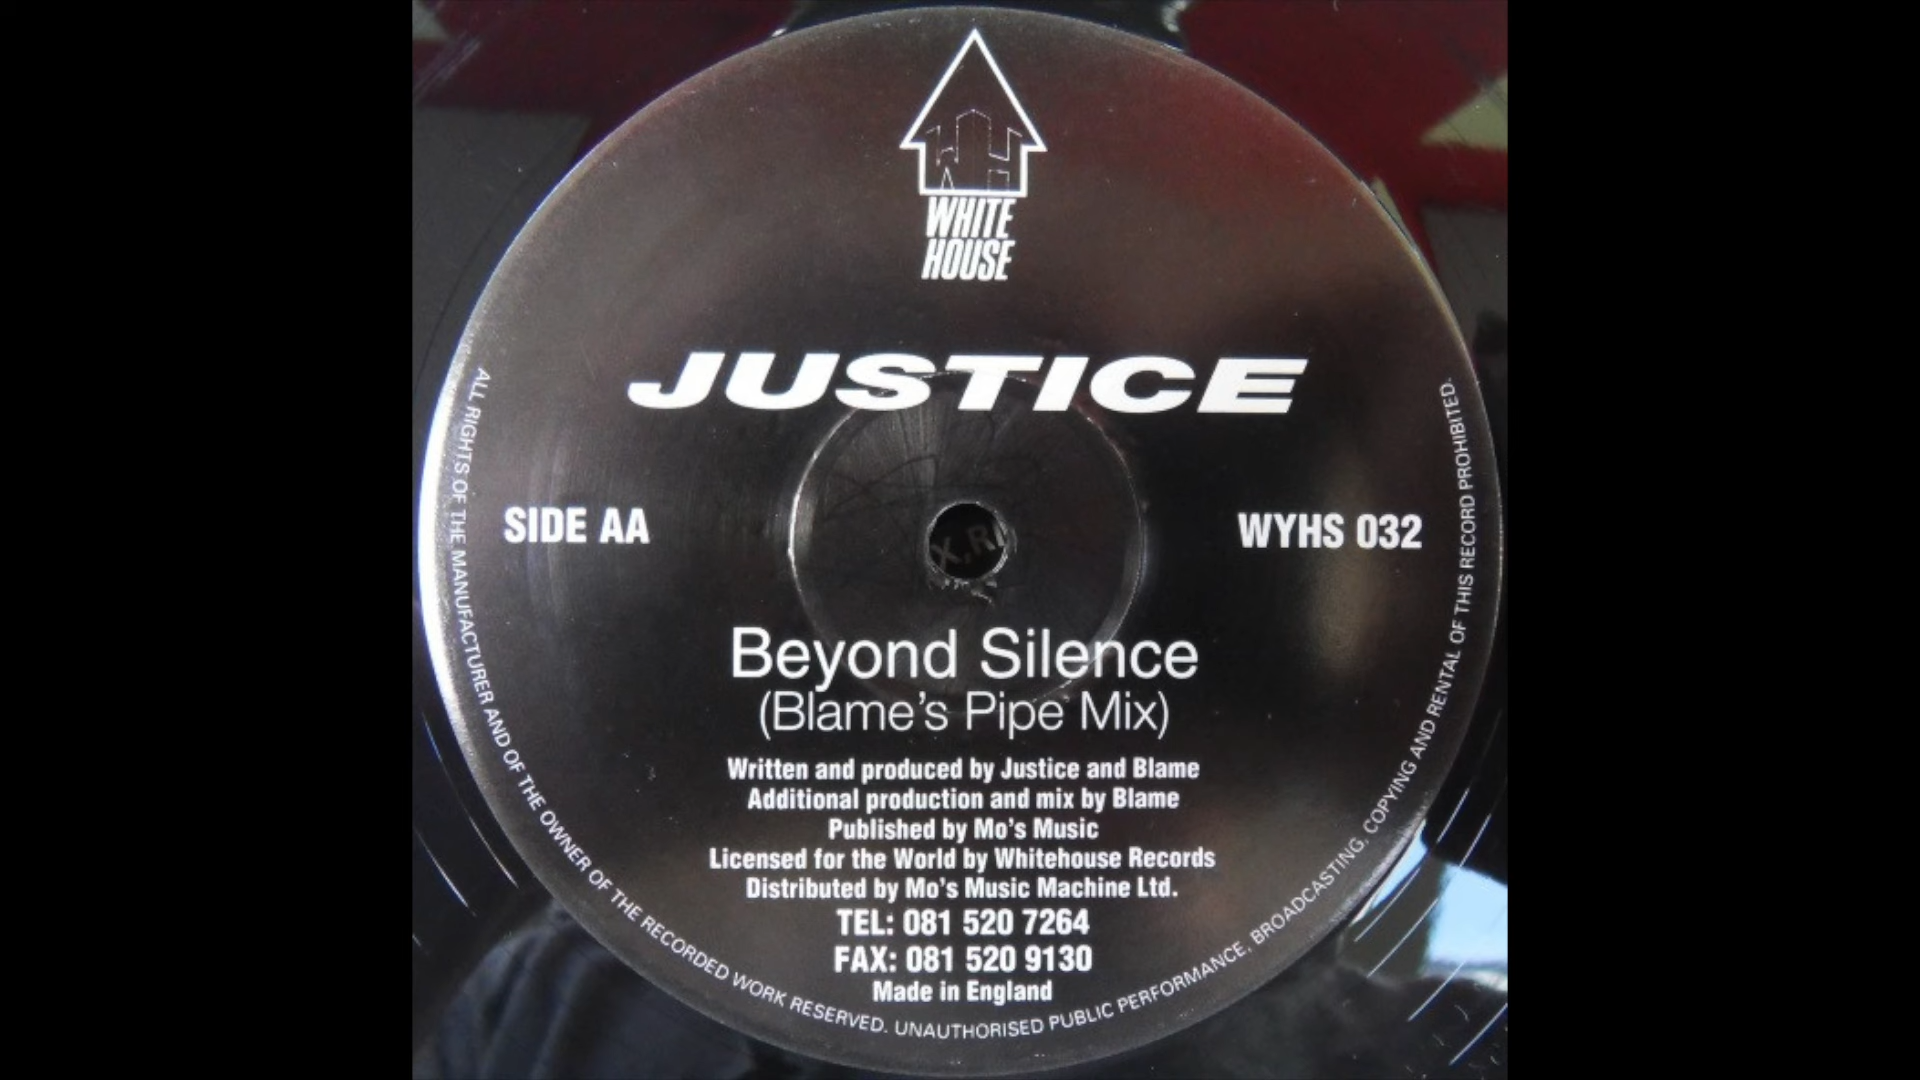 WHITE
HOUSE
JUSTICE
SIDE AA
WYHS 032
Beyond Silence
(Blame's Pipe Mix)
Written and produced by Justice and Blame
Additional production and mix by Blame
Published by Mo's Music
Licensed for the World by Whitehouse Records
Distributed by Mo's Music Machine Ltd.
TEL: 081 520 7264
FAX: 081 520 9130
Made in England
ALL RIGHTS OF THE MANUFACTURER AND OF THE OWNER OF THE RECORDED WORK RESERVED. UNAUTHORISED PUBLIC PERFORMANCE, BROADCASTING, COPYING AND RENTAL OF THIS RECORD PROHIBITED.